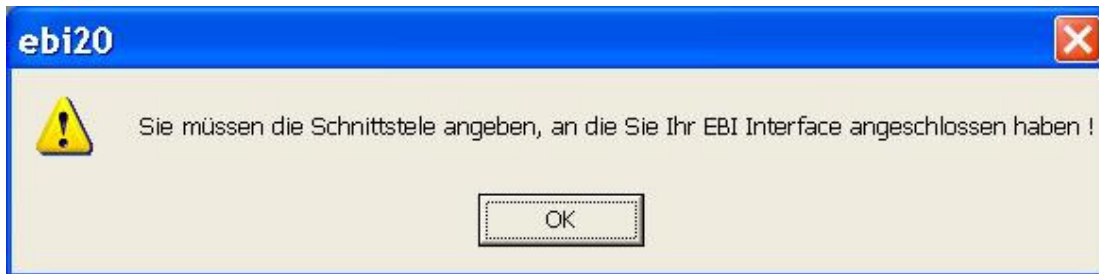 ebi20
Sie müssen die Schnittstele angeben, an die Sie Ihr EBI Interface angeschlossen haben !
OK